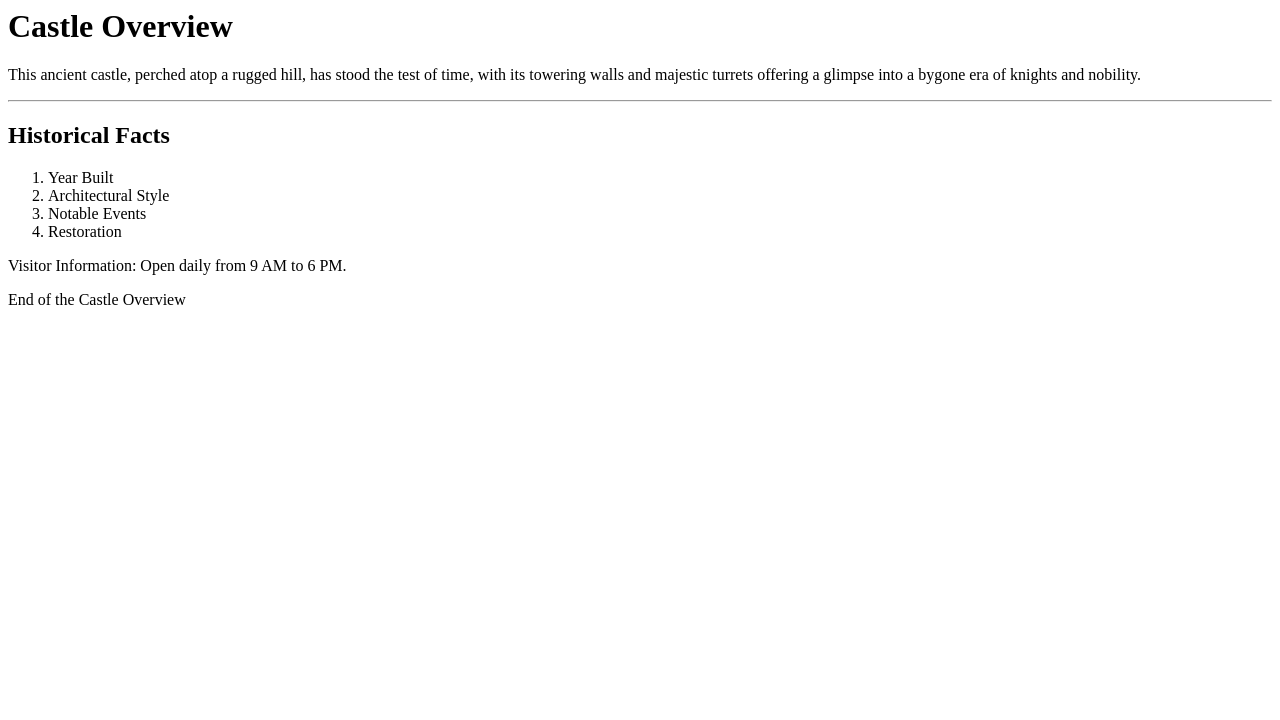 Castle Overview
This ancient castle, perched atop a rugged hill, has stood the test of time, with its towering walls and majestic turrets offering a glimpse into a bygone era of knights and nobility.
Historical Facts
1. Year Built
2. Architectural Style
3. Notable Events
4. Restoration
Visitor Information: Open daily from 9 AM to 6 PM.
End of the Castle Overview